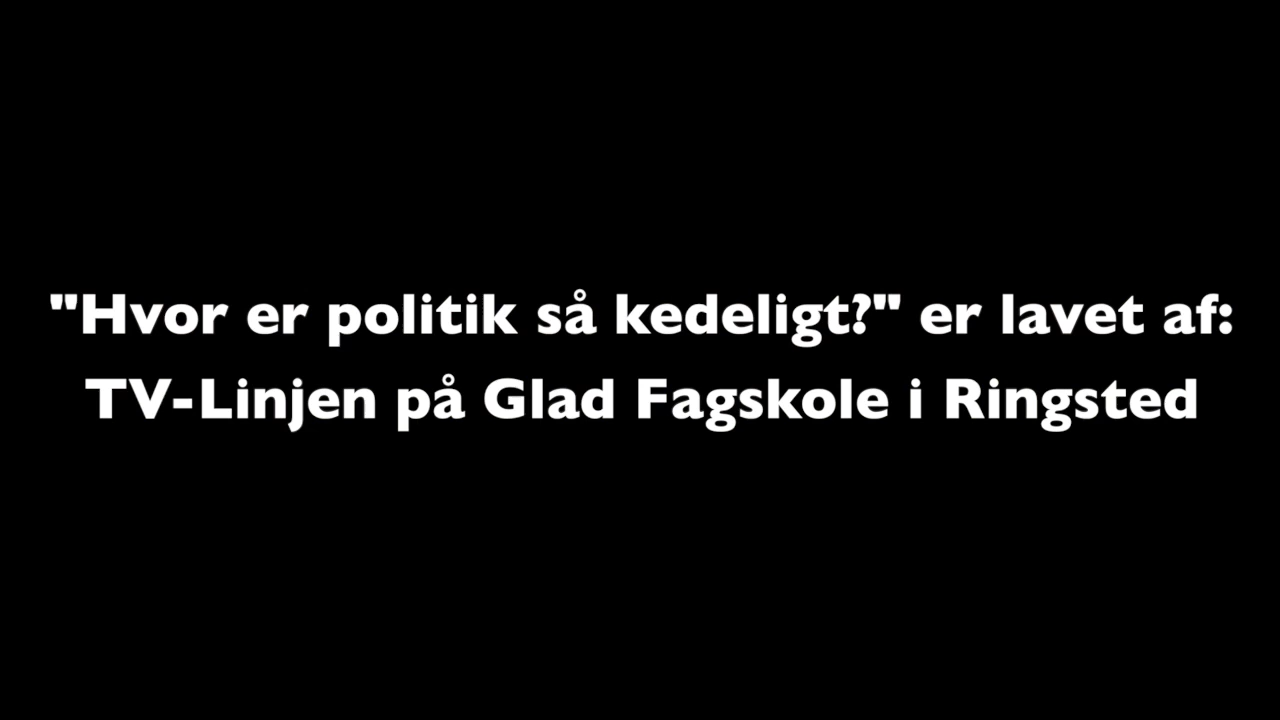 "Hvor er politik så kedeligt?" er lavet af:
TV-Linjen på Glad Fagskole i Ringsted